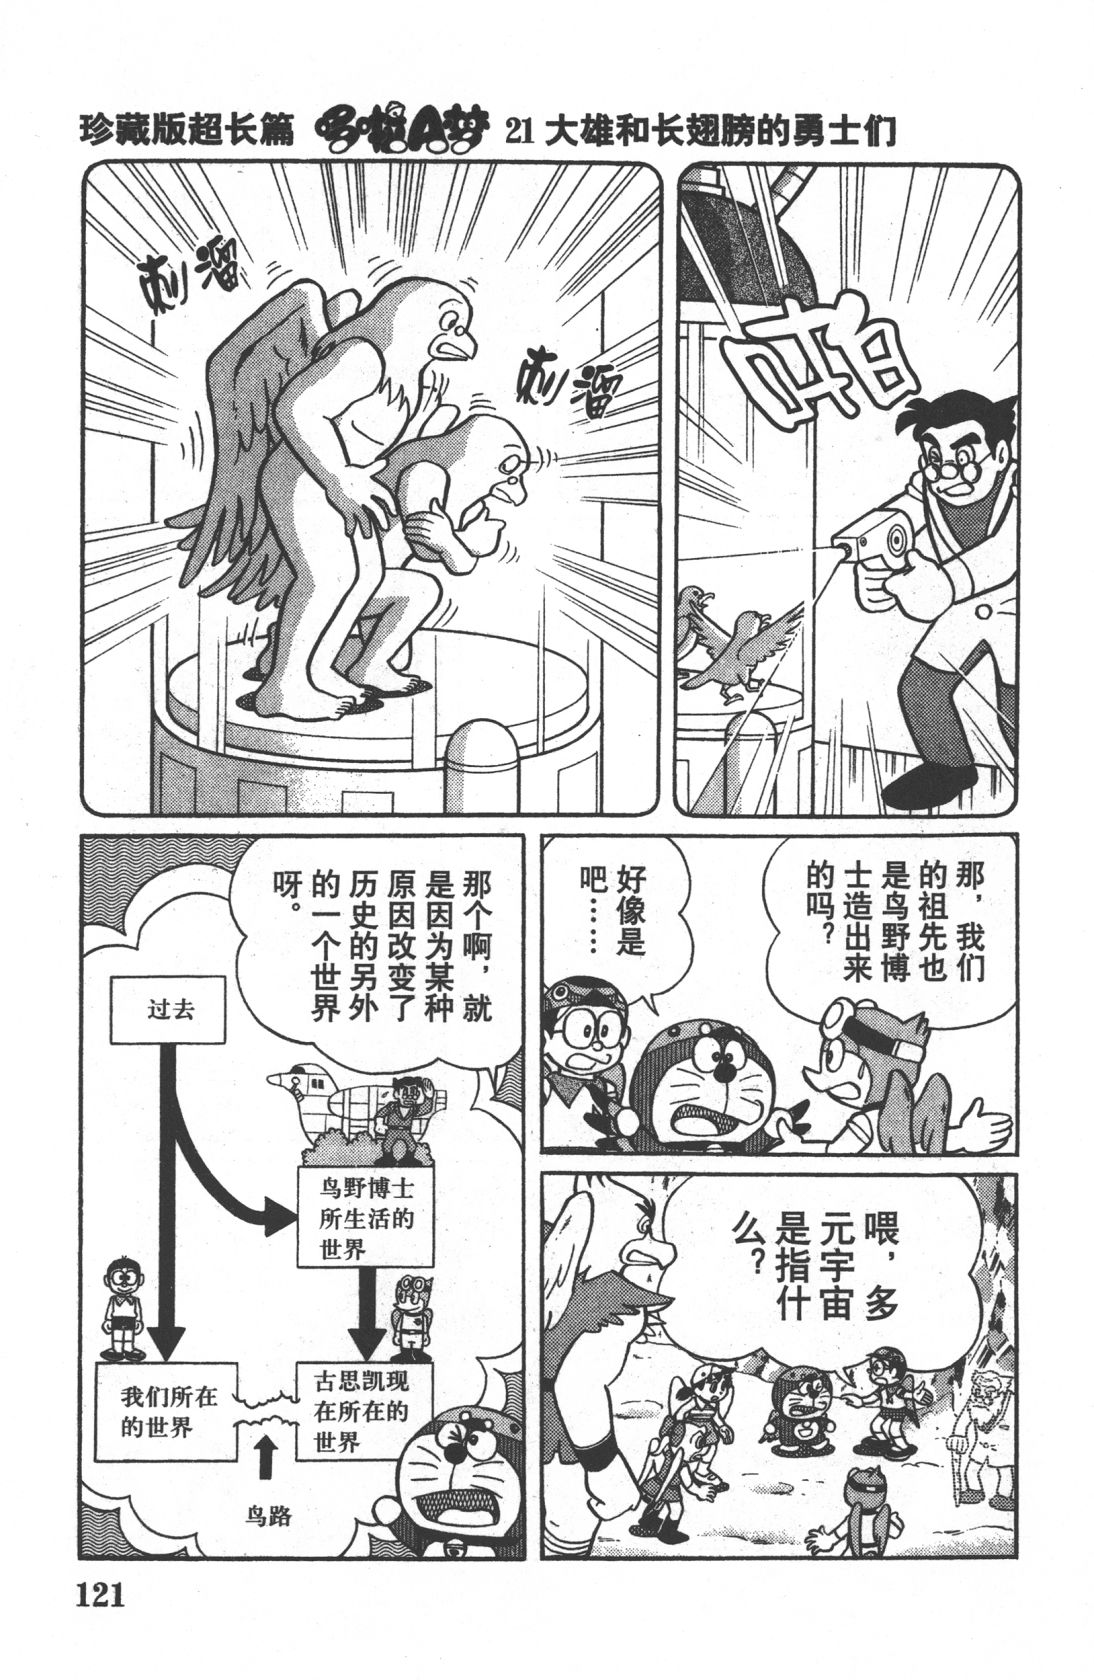 珍藏版超长篇 哆啦A梦 21 大雄和长翅膀的勇士们
啪
刺溜
刺溜
那，我们
的祖先也
是鸟野博
士造出来
的吗？
好像是
吧……
那个啊，就
是因为某种
原因改变了
历史的另外
的一个世界
呀。
过去
鸟野博士
所生活的
世界
我们所在
的世界
古思凯现
在所在的
世界
鸟路
喂，多
元宇宙
是指什
么？
121